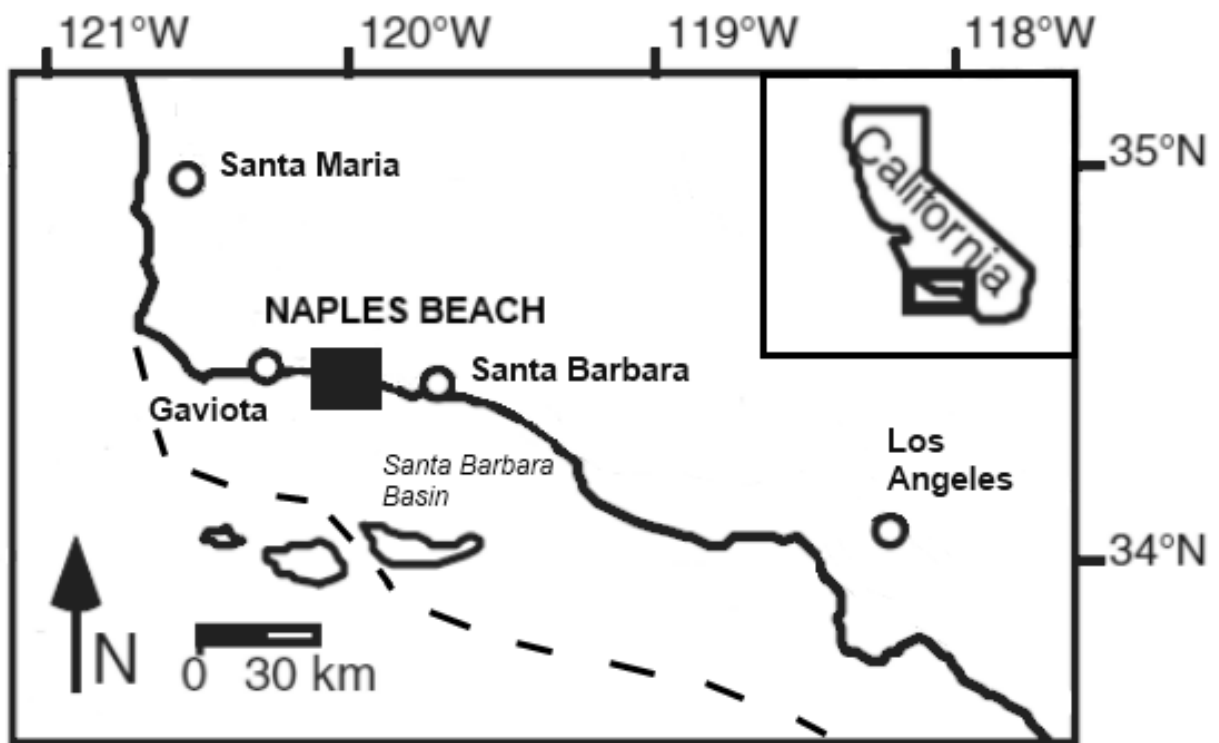 121°W 120°W 119°W 118°W
35°N
California
Santa Maria
NAPLES BEACH
Santa Barbara
Gaviota
Los
Angeles
Santa Barbara
Basin
34°N
N
0 30 km